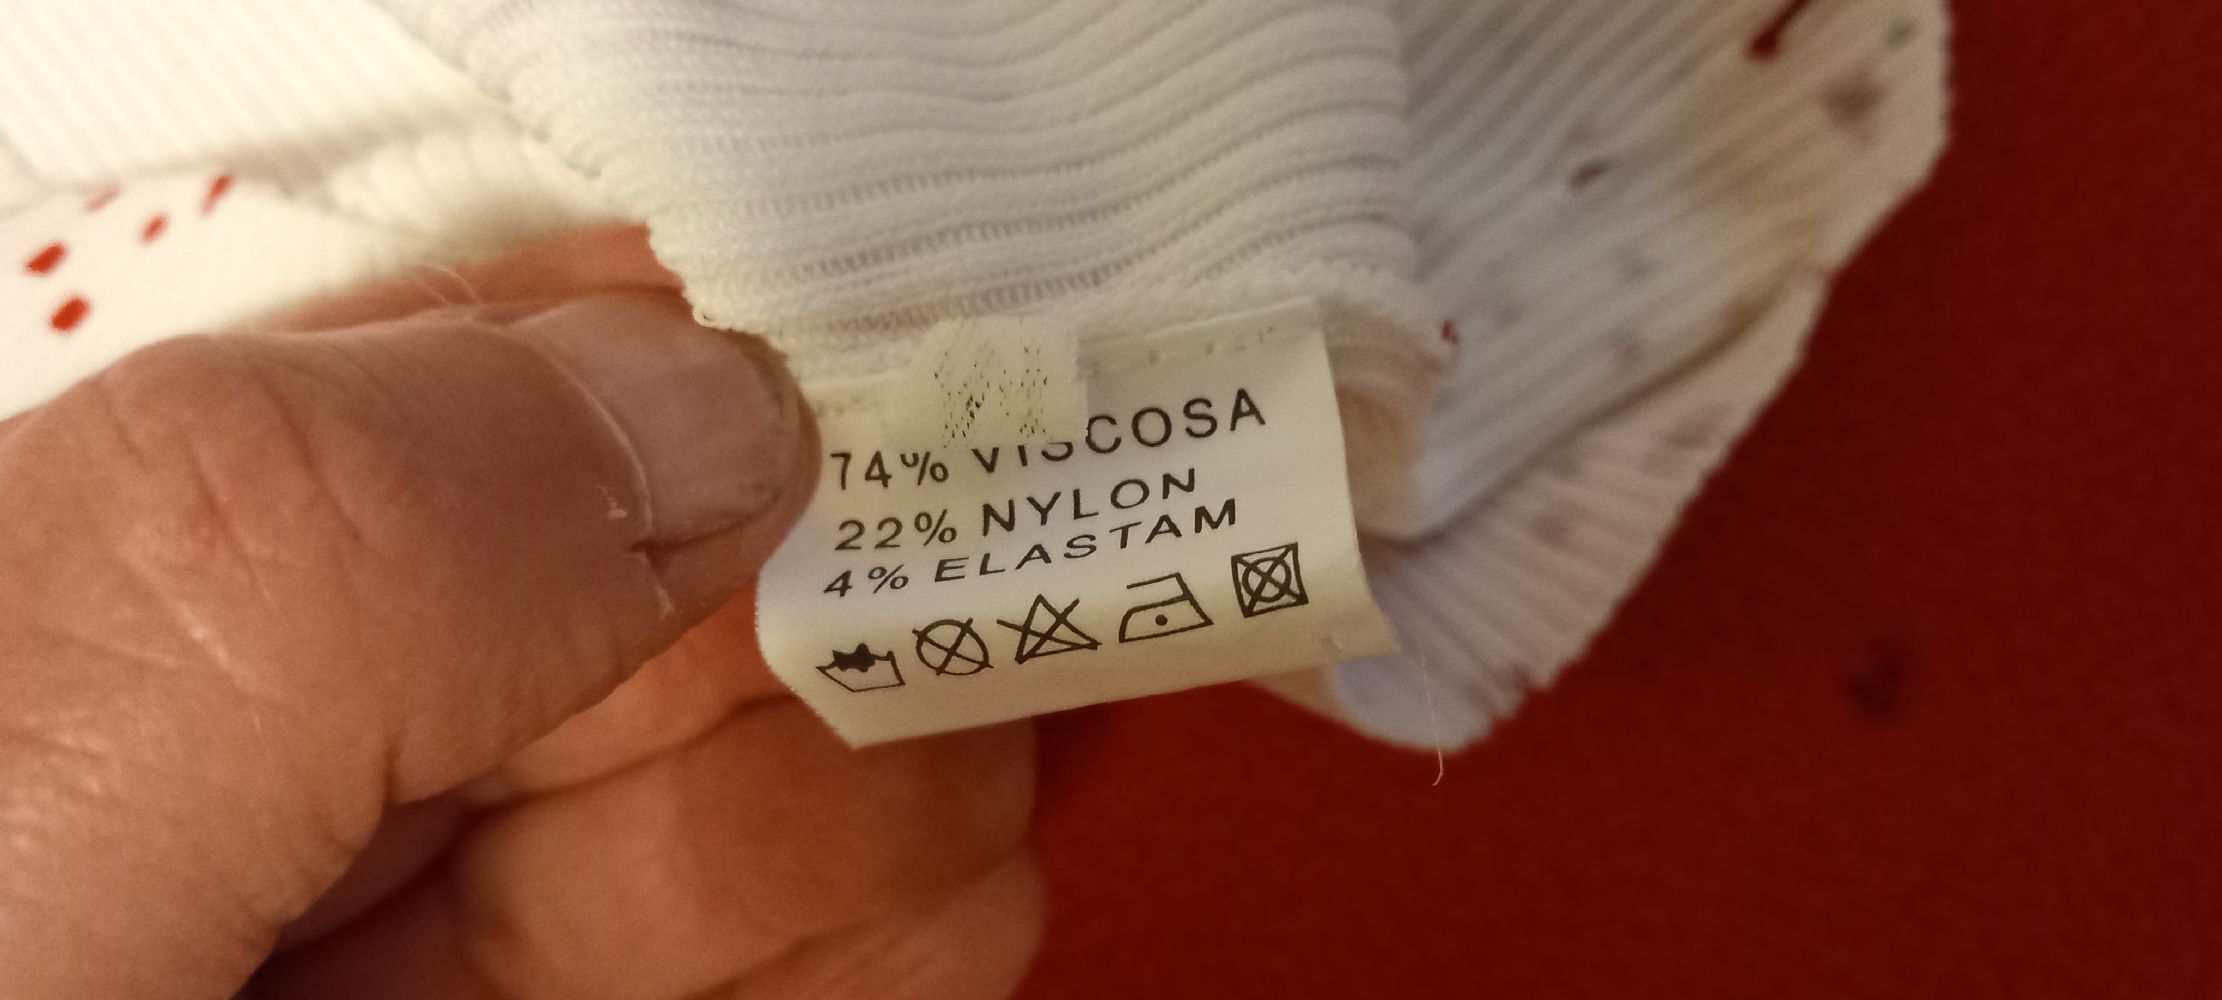 74% VISCOSA
22% NYLON
4% ELASTAM